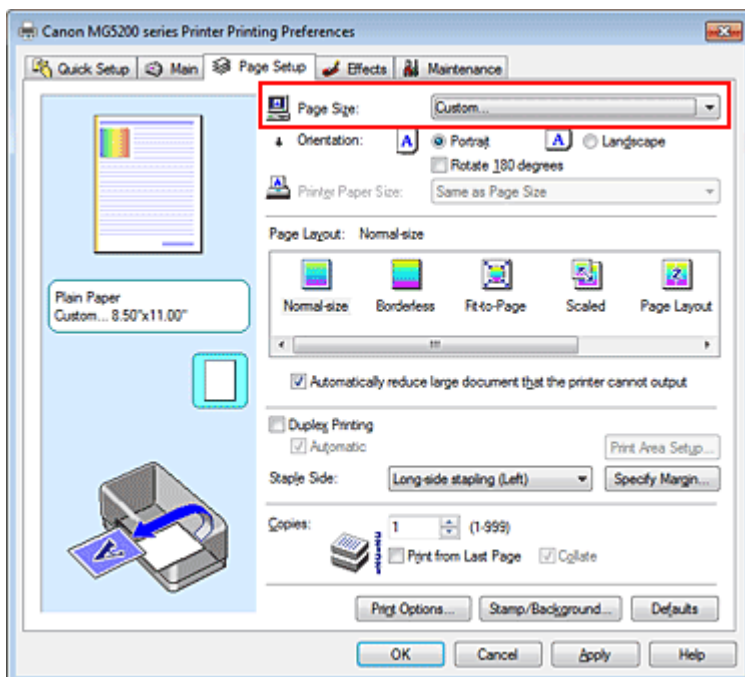 Canon MG5200 series Printer Printing Preferences
Quick Setup Main Page Setup Effects Maintenance
Page Size: Custom...
Orientation: A Portrait A Landscape
Rotate 180 degrees
Printer Paper Size: Same as Page Size
Page Layout: Normal-size
Normal-size Borderless Fit-to-Page Scaled Page Layout
Plain Paper
Custom... 8.50"x11.00"
Automatically reduce large document that the printer cannot output
Duplex Printing
Automatic Print Area Setup...
Staple Side: Long-side stapling (Left) Specify Margin...
Copies: 1 (1-999)
Print from Last Page Collate
Print Options... Stamp/Background... Defaults
OK Cancel Apply Help